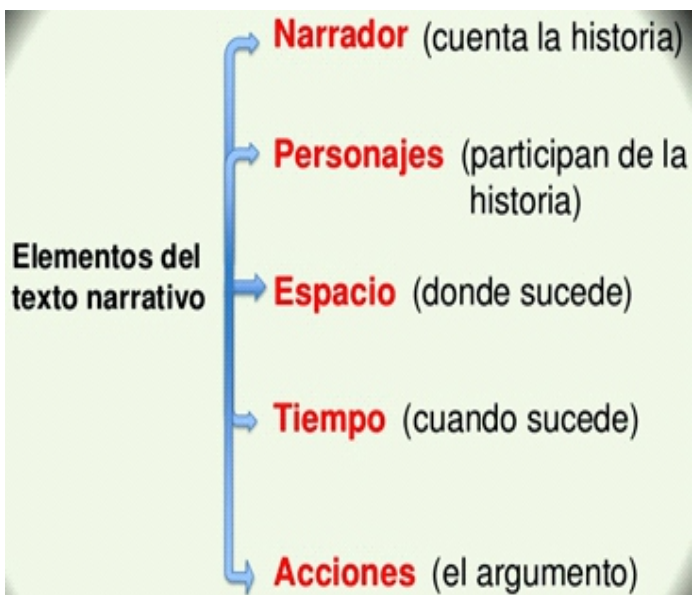 Narrador (cuenta la historia)
Personajes (participan de la
historia)
Elementos del
texto narrativo
Espacio (donde sucede)
Tiempo (cuando sucede)
Acciones (el argumento)